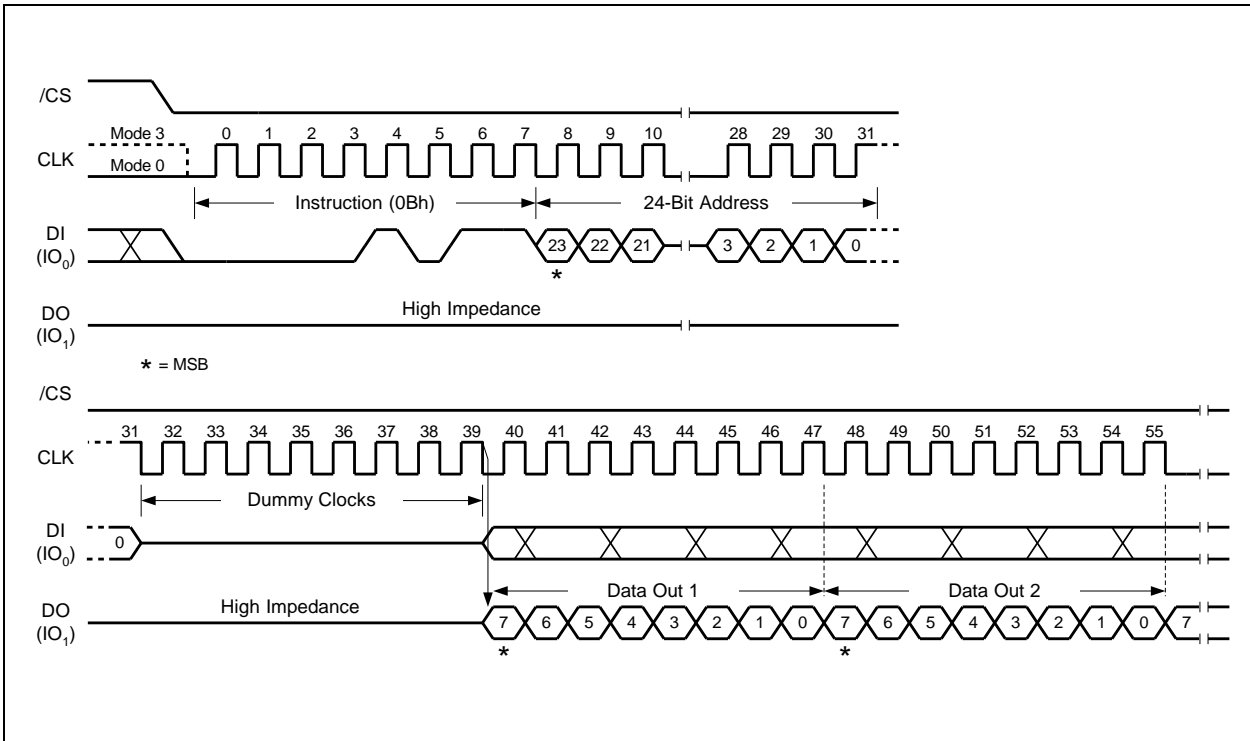 /CS
Mode 3 0 1 2 3 4 5 6 7 8 9 10 28 29 30 31
CLK
Mode 0
Instruction (0Bh) 24-Bit Address
DI
(IO0) 23 22 21 3 2 1 0
*
DO High Impedance
(IO1)
* = MSB
/CS
31 32 33 34 35 36 37 38 39 40 41 42 43 44 45 46 47 48 49 50 51 52 53 54 55
CLK
Dummy Clocks
DI
(IO0) 0
Data Out 1 Data Out 2
DO High Impedance
(IO1) 7 6 5 4 3 2 1 0 7 6 5 4 3 2 1 0 7
* *